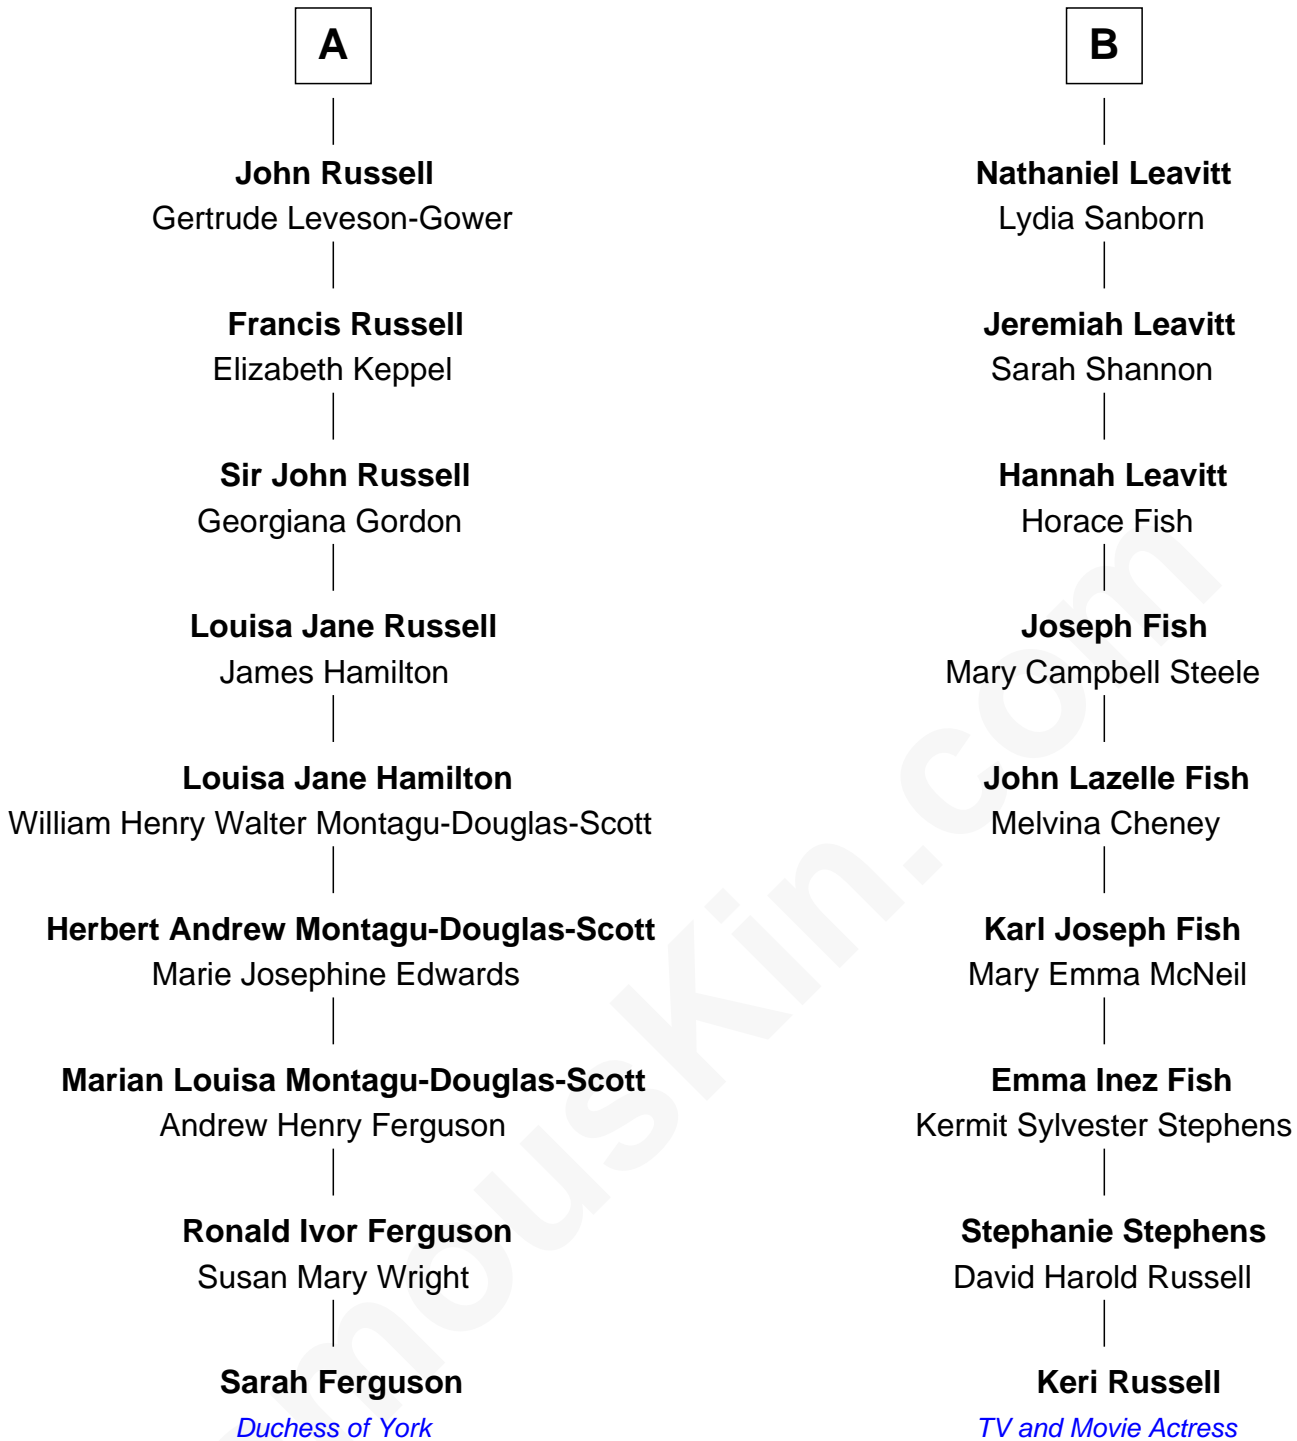 A
John Russell
Gertrude Leveson-Gower
Francis Russell
Elizabeth Keppel
Sir John Russell
Georgiana Gordon
Louisa Jane Russell
James Hamilton
Louisa Jane Hamilton
William Henry Walter Montagu-Douglas-Scott
Herbert Andrew Montagu-Douglas-Scott
Marie Josephine Edwards
Marian Louisa Montagu-Douglas-Scott
Andrew Henry Ferguson
Ronald Ivor Ferguson
Susan Mary Wright
Sarah Ferguson
Duchess of York
B
Nathaniel Leavitt
Lydia Sanborn
Jeremiah Leavitt
Sarah Shannon
Hannah Leavitt
Horace Fish
Joseph Fish
Mary Campbell Steele
John Lazelle Fish
Melvina Cheney
Karl Joseph Fish
Mary Emma McNeil
Emma Inez Fish
Kermit Sylvester Stephens
Stephanie Stephens
David Harold Russell
Keri Russell
TV and Movie Actress